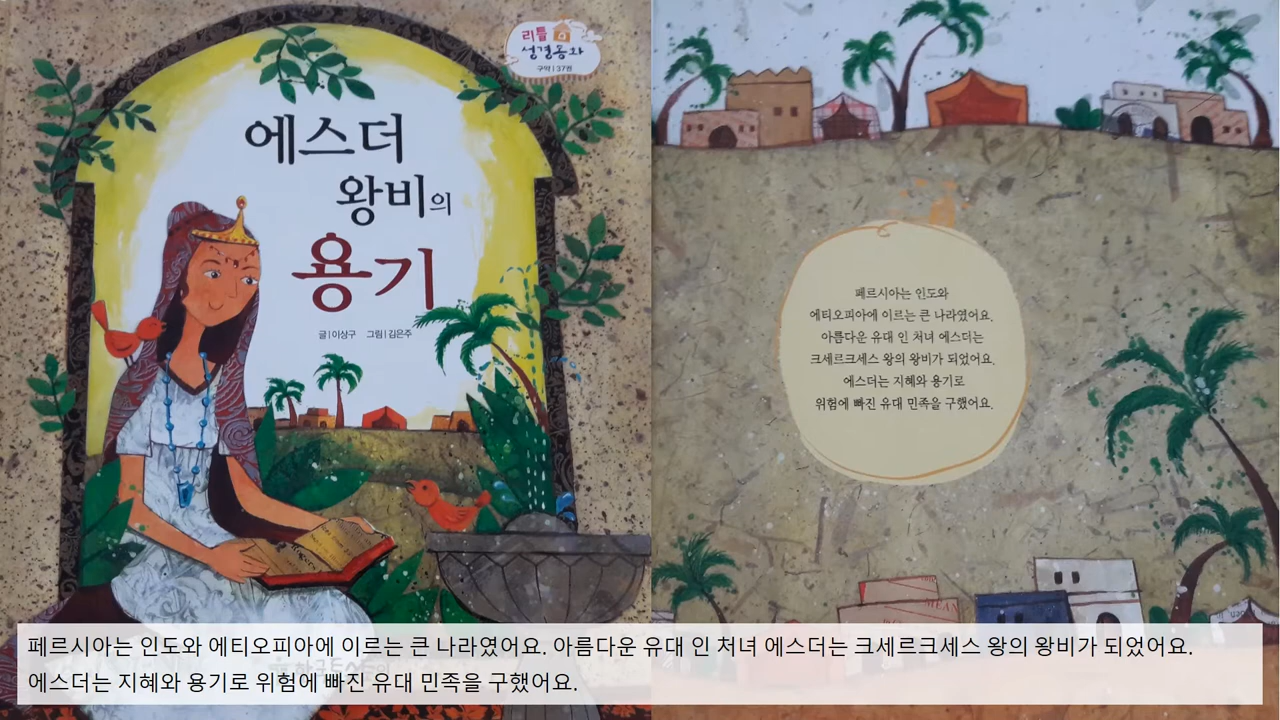 리틀
성경동화
구약 | 37권
에스더
왕비의
용기
글 | 이상구 그림 | 김은주
페르시아는 인도와
에티오피아에 이르는 큰 나라였어요.
아름다운 유대 인 처녀 에스더는
크세르크세스 왕의 왕비가 되었어요.
에스더는 지혜와 용기로
위험에 빠진 유대 민족을 구했어요.
페르시아는 인도와 에티오피아에 이르는 큰 나라였어요. 아름다운 유대 인 처녀 에스더는 크세르크세스 왕의 왕비가 되었어요.
에스더는 지혜와 용기로 위험에 빠진 유대 민족을 구했어요.